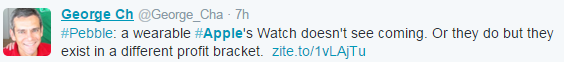 George Ch @George_Cha · 7h
#Pebble: a wearable #Apple's Watch doesn't see coming. Or they do but they
exist in a different profit bracket. zite.to/1vLAjTu